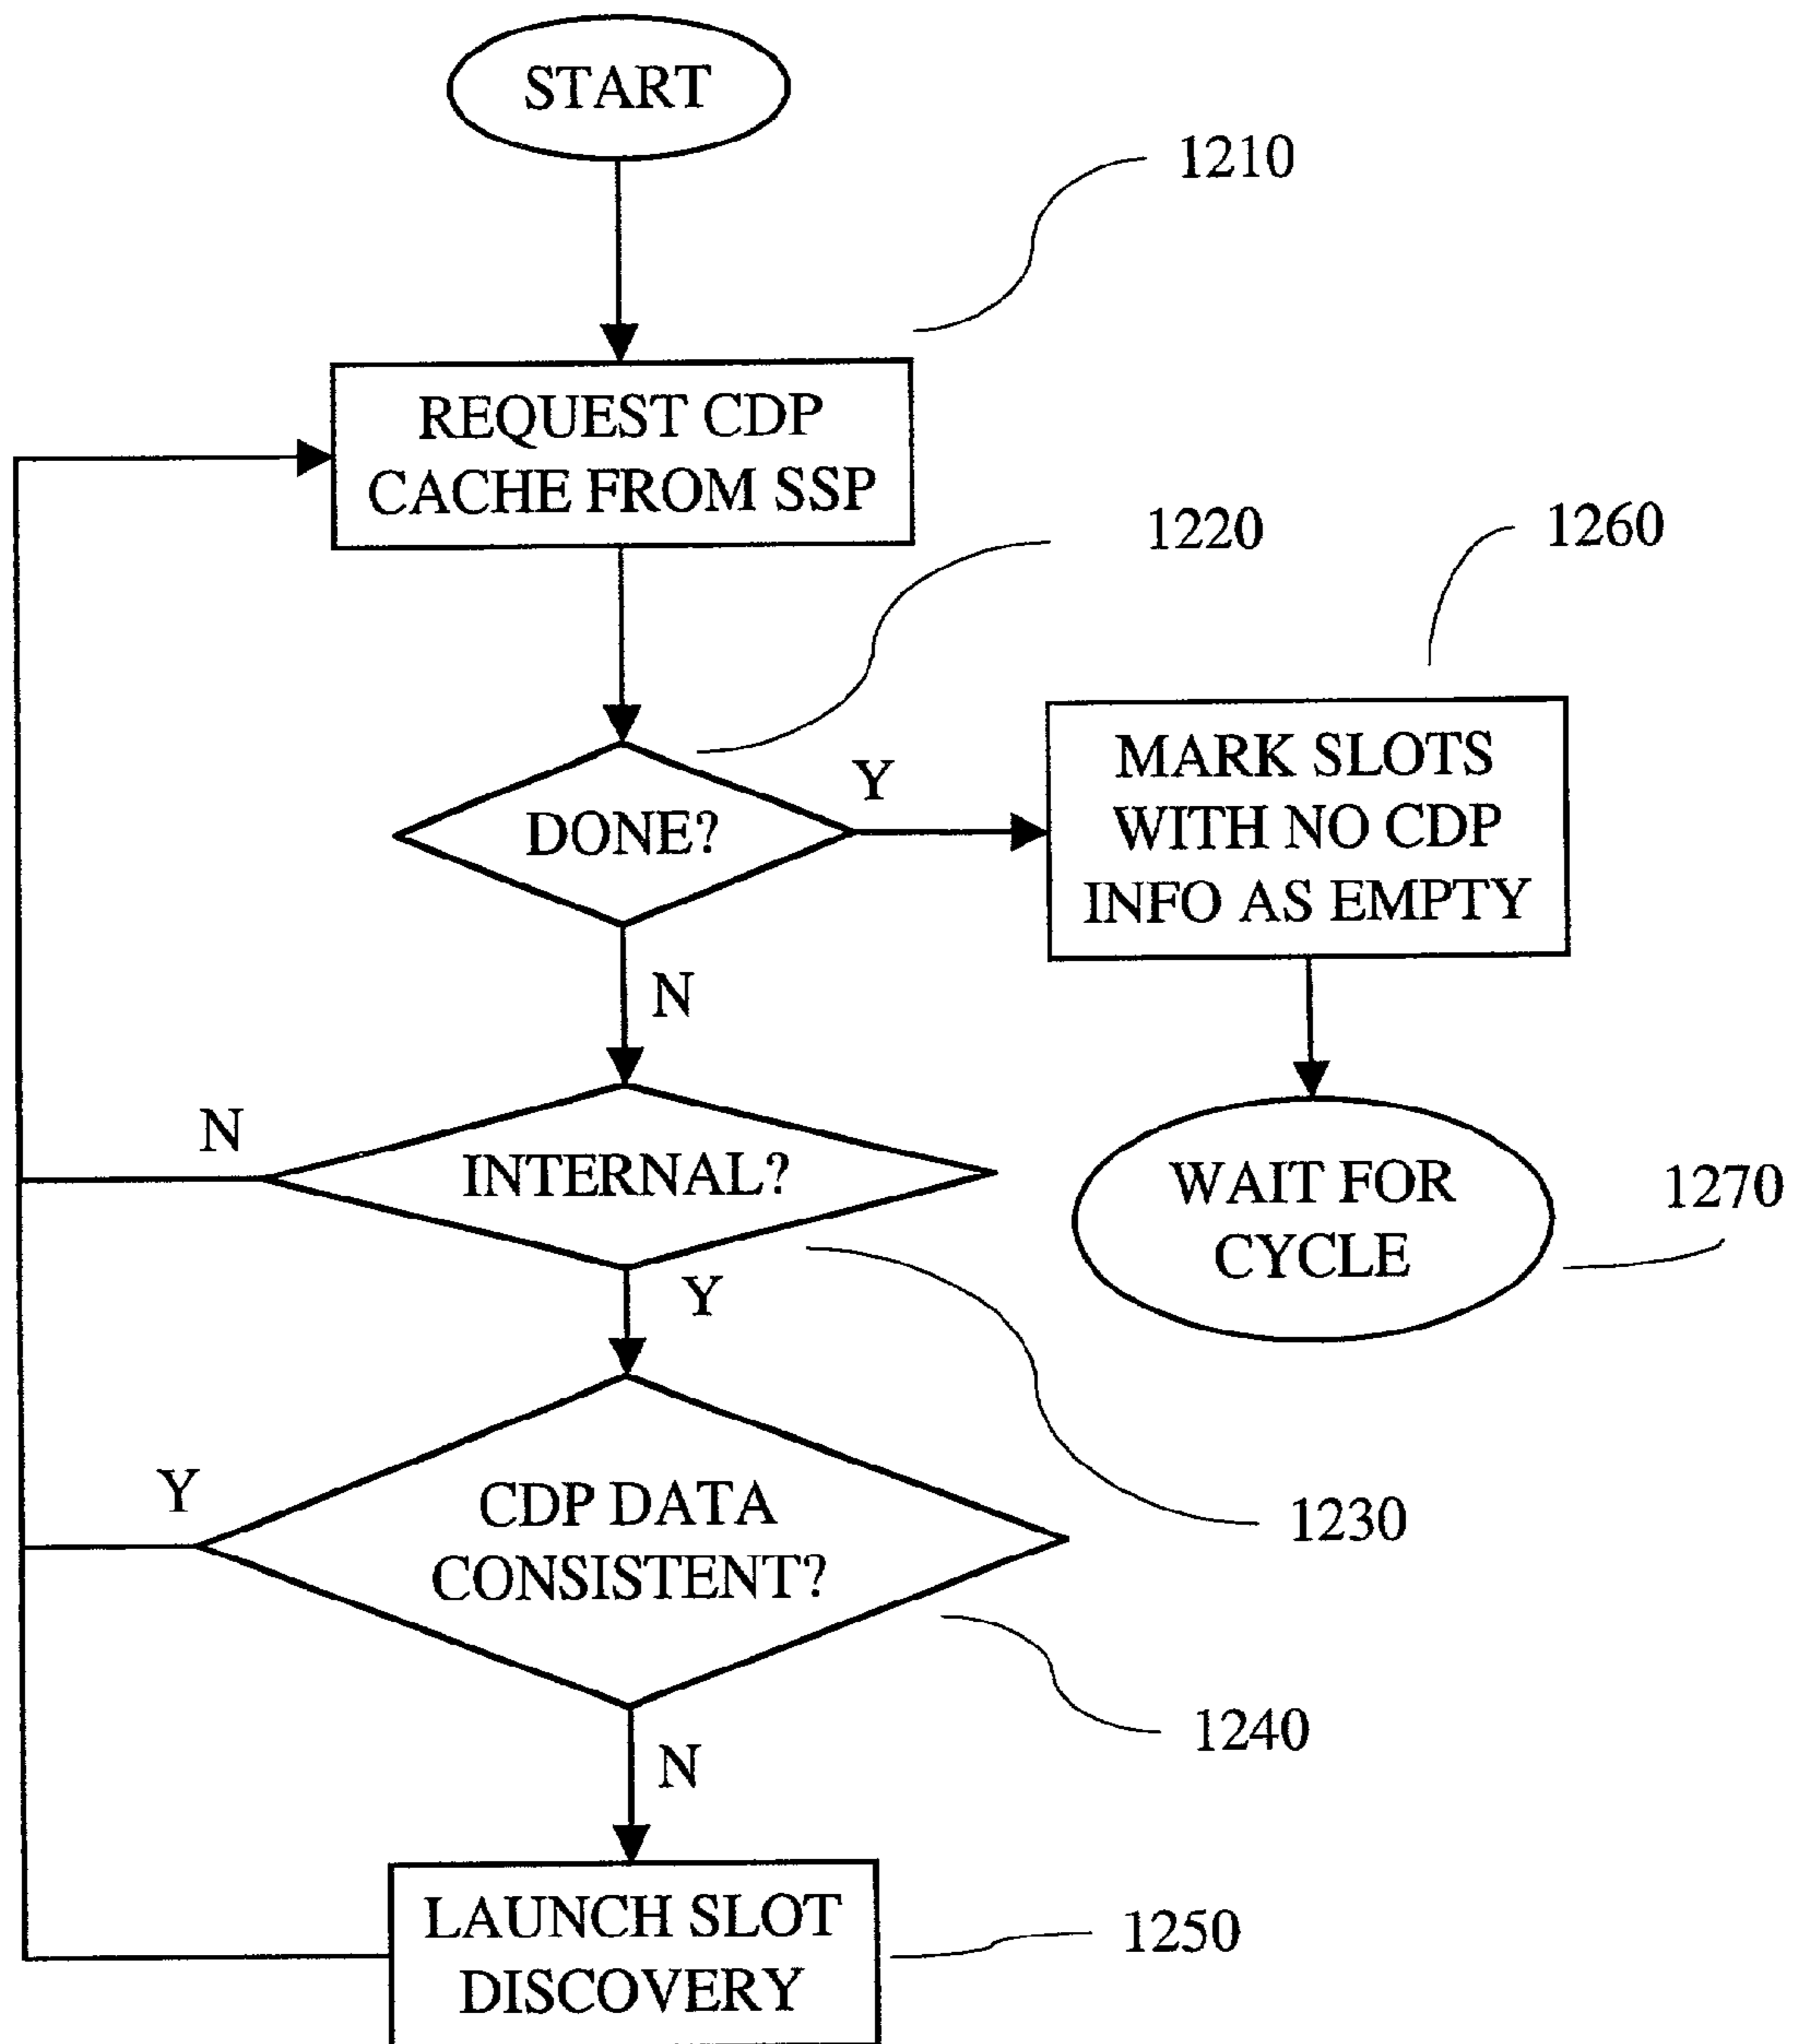 START
1210
REQUEST CDP
CACHE FROM SSP
1220
1260
MARK SLOTS
WITH NO CDP
INFO AS EMPTY
Y
DONE?
N
N
INTERNAL?
WAIT FOR
CYCLE
1270
Y
Y
CDP DATA
CONSISTENT?
1230
1240
N
LAUNCH SLOT
DISCOVERY
1250